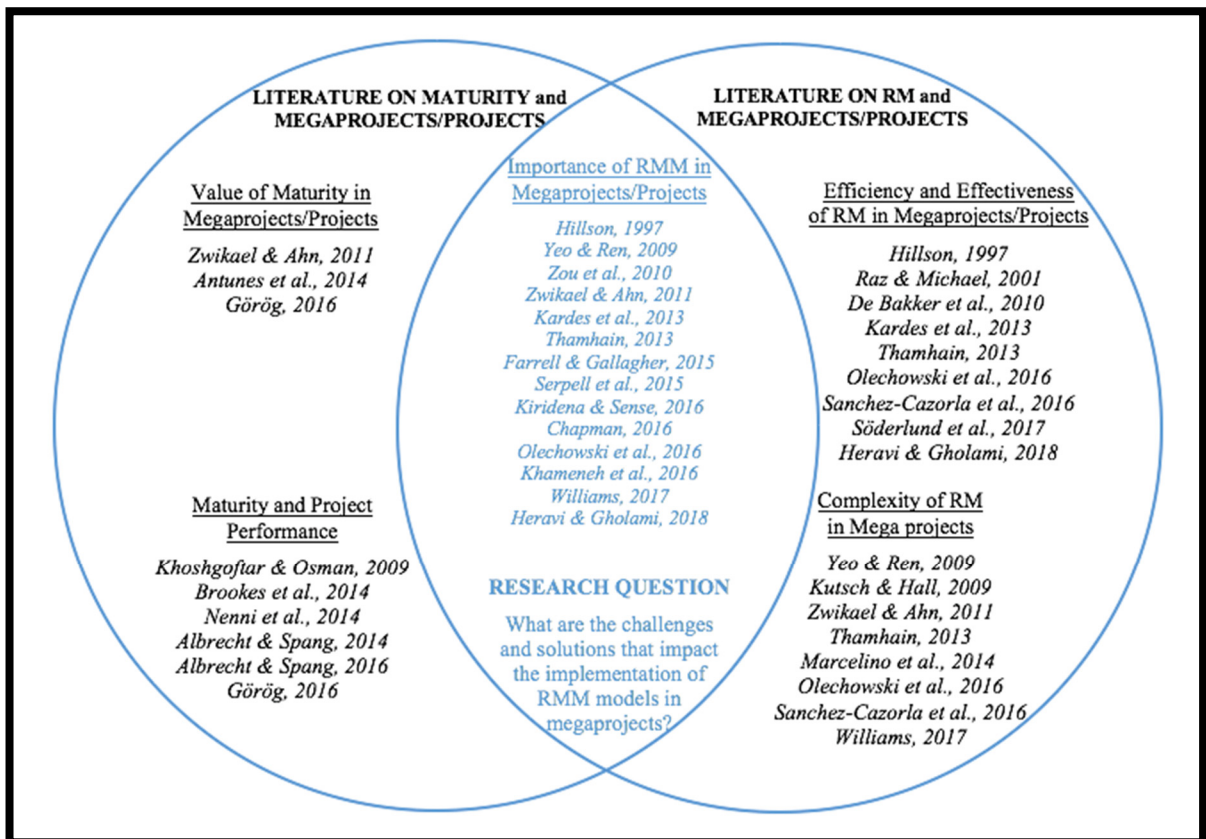 LITERATURE ON MATURITY and
MEGAPROJECTS/PROJECTS
Value of Maturity in
Megaprojects/Projects
Zwikael & Ahn, 2011
Antunes et al., 2014
Görög, 2016
Maturity and Project
Performance
Khoshgoftar & Osman, 2009
Brookes et al., 2014
Nenni et al., 2014
Albrecht & Spang, 2014
Albrecht & Spang, 2016
Görög, 2016
Importance of RMM in
Megaprojects/Projects
Hillson, 1997
Yeo & Ren, 2009
Zou et al., 2010
Zwikael & Ahn, 2011
Kardes et al., 2013
Thamhain, 2013
Farrell & Gallagher, 2015
Serpell et al., 2015
Kiridena & Sense, 2016
Chapman, 2016
Olechowski et al., 2016
Khameneh et al., 2016
Williams, 2017
Heravi & Gholami, 2018
RESEARCH QUESTION
What are the challenges
and solutions that impact
the implementation of
RMM models in
megaprojects?
LITERATURE ON RM and
MEGAPROJECTS/PROJECTS
Efficiency and Effectiveness
of RM in Megaprojects/Projects
Hillson, 1997
Raz & Michael, 2001
De Bakker et al., 2010
Kardes et al., 2013
Thamhain, 2013
Olechowski et al., 2016
Sanchez-Cazorla et al., 2016
Söderlund et al., 2017
Heravi & Gholami, 2018
Complexity of RM
in Mega projects
Yeo & Ren, 2009
Kutsch & Hall, 2009
Zwikael & Ahn, 2011
Thamhain, 2013
Marcelino et al., 2014
Olechowski et al., 2016
Sanchez-Cazorla et al., 2016
Williams, 2017